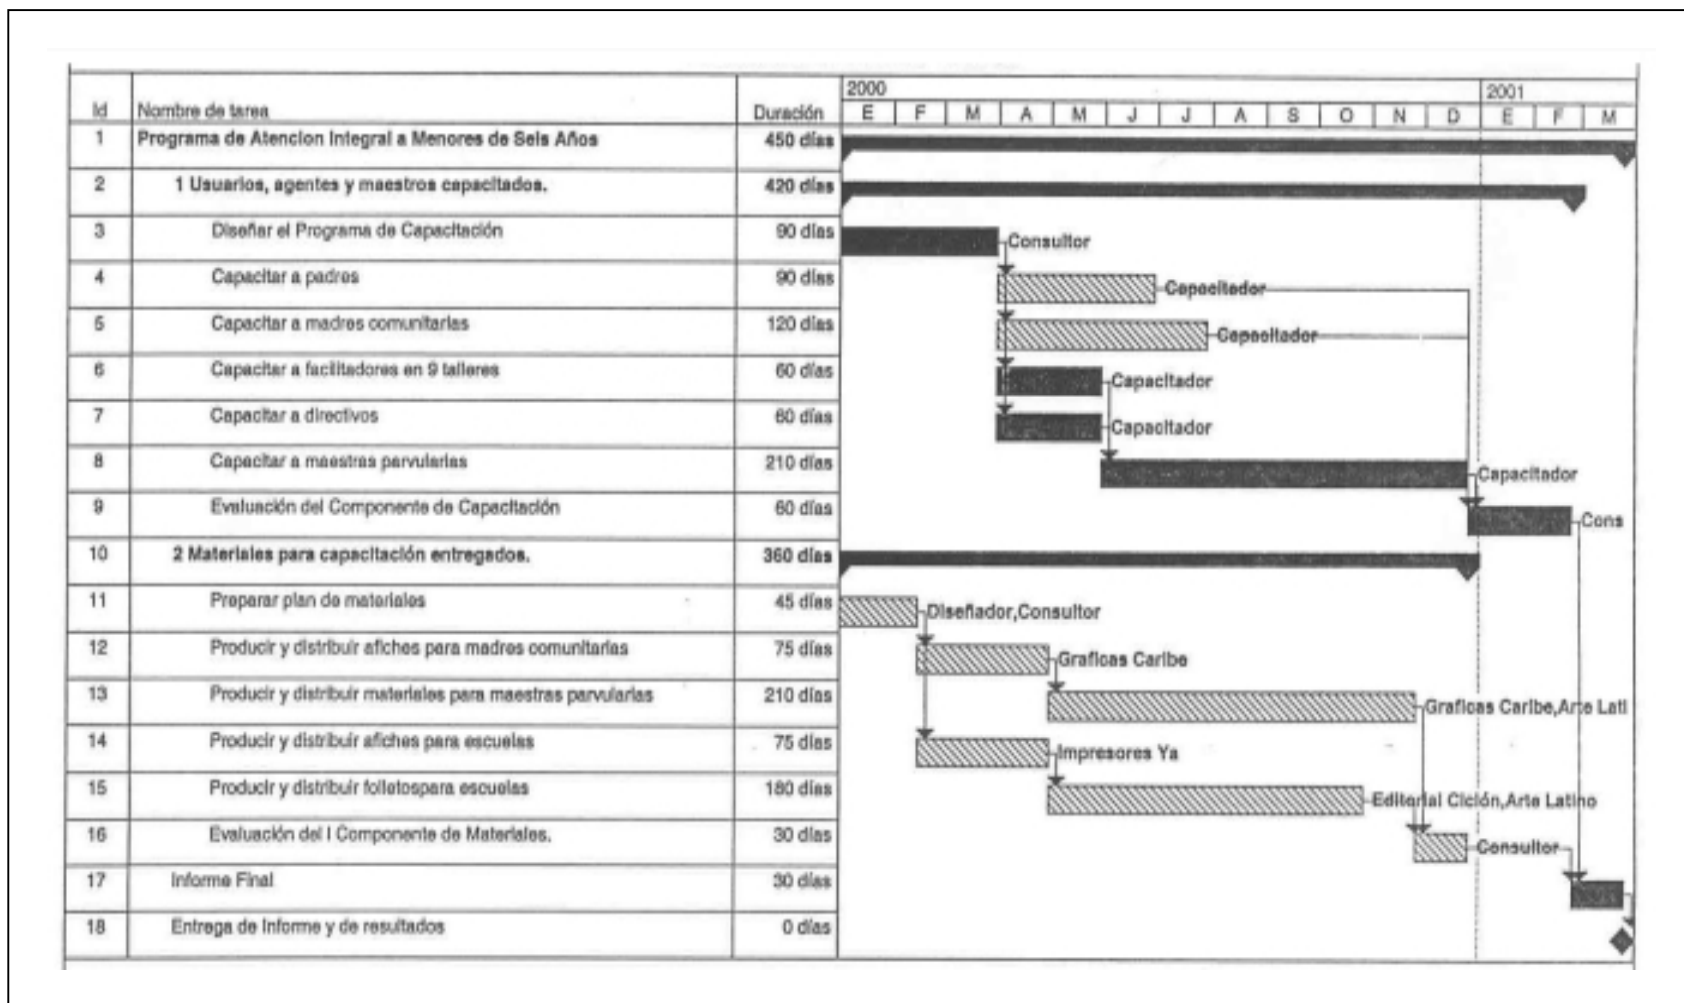 2000 2001
Id Nombre de tarea Duración E F M A M J J A S O N D E F M
1 Programa de Atencion Integral a Menores de Seis Años 450 días
2 1 Usuarios, agentes y maestros capacitados. 420 días
3 Diseñar el Programa de Capacitación 90 días Consultor
4 Capacitar a padres 90 días Capacitador
5 Capacitar a madres comunitarias 120 días Capacitador
6 Capacitar a facilitadores en 9 talleres 60 días Capacitador
7 Capacitar a directivos 60 días Capacitador
8 Capacitar a maestras parvularias 210 días Capacitador
9 Evaluación del Componente de Capacitación 60 días Cons
10 2 Materiales para capacitación entregados. 360 días
11 Preparar plan de materiales 45 días Diseñador,Consultor
12 Producir y distribuir afiches para madres comunitarias 75 días Graficas Caribe
13 Producir y distribuir materiales para maestras parvularias 210 días Graficas Caribe,Arte Lati
14 Producir y distribuir afiches para escuelas 75 días Impresores Ya
15 Producir y distribuir folletospara escuelas 180 días Editorial Ciclón,Arte Latino
16 Evaluación del I Componente de Materiales. 30 días Consultor
17 Informe Final 30 días
18 Entrega de Informe y de resultados 0 días